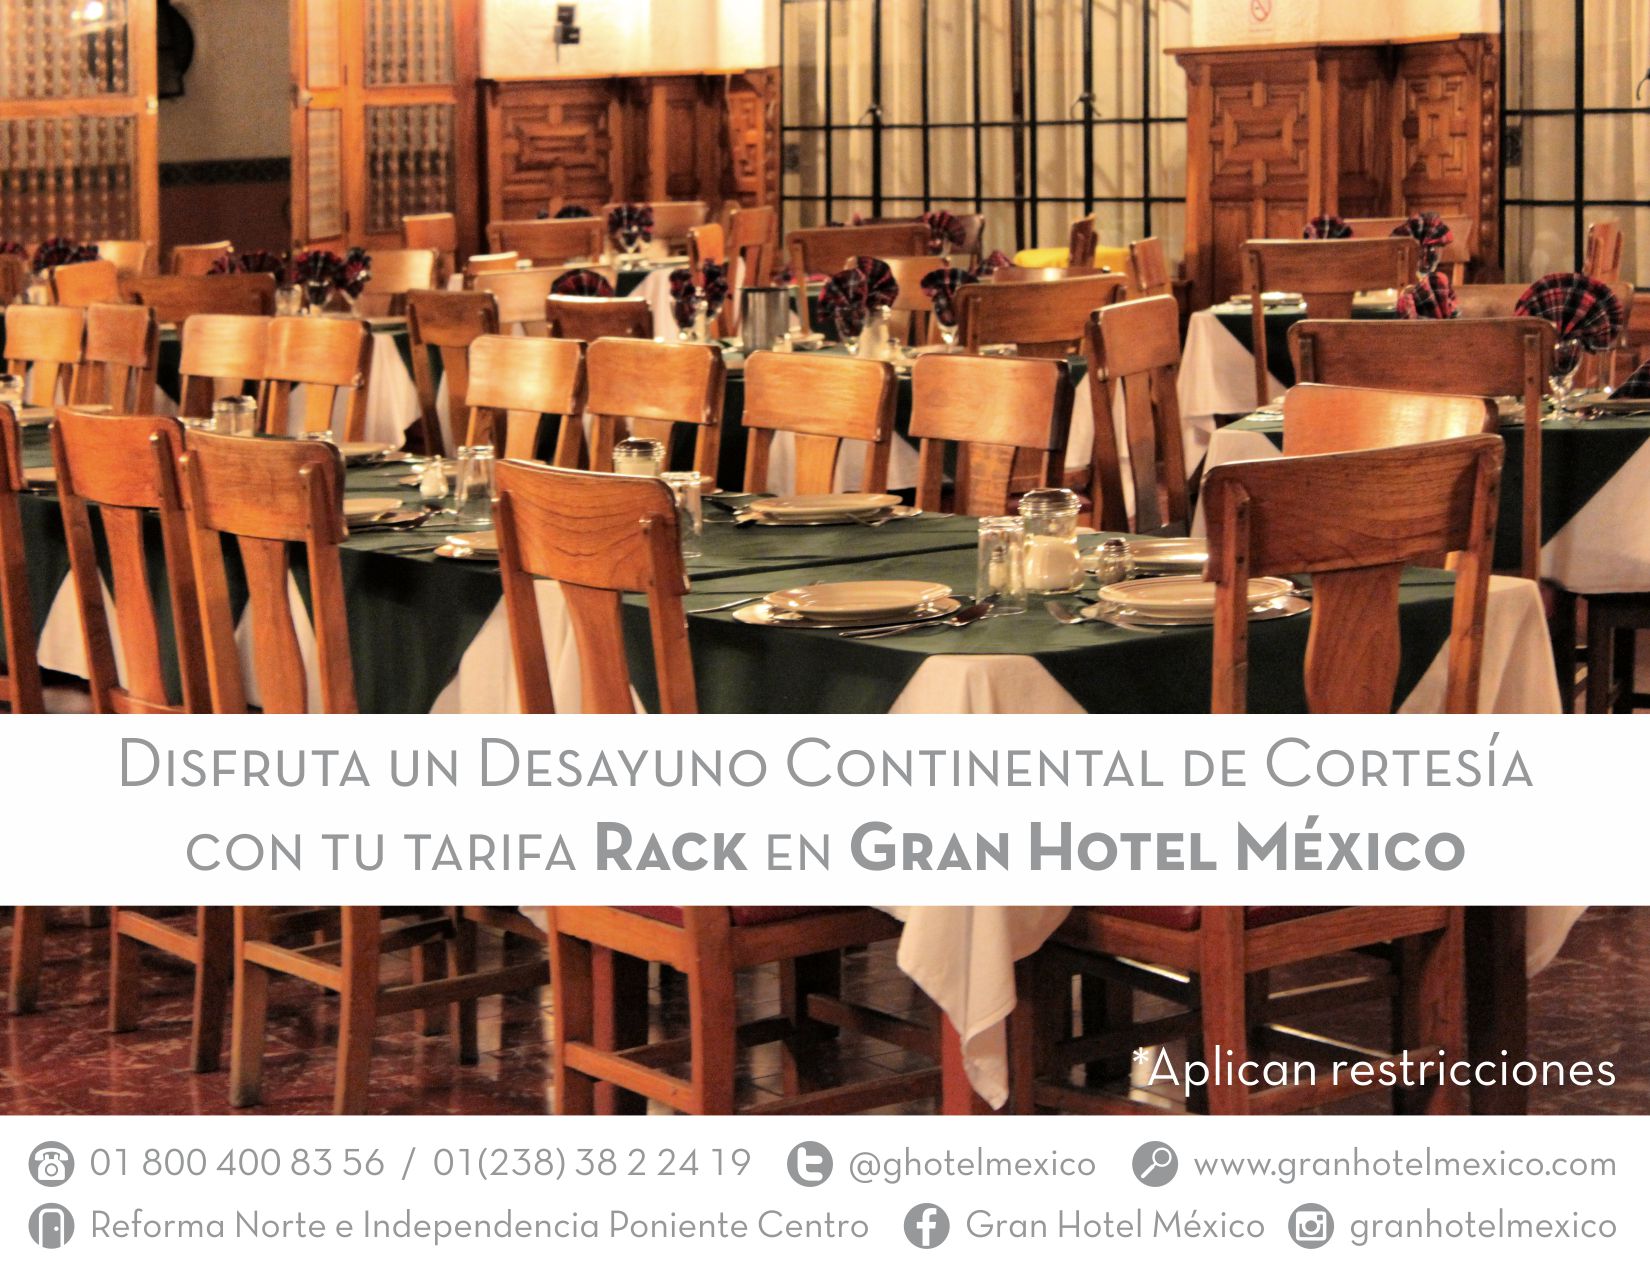 Disfruta un Desayuno Continental de Cortesía
con tu tarifa Rack en Gran Hotel México
*Aplican restricciones
01 800 400 83 56 / 01(238) 38 2 24 19 @ghotelmexico www.granhotelmexico.com
Reforma Norte e Independencia Poniente Centro Gran Hotel México granhotelmexico